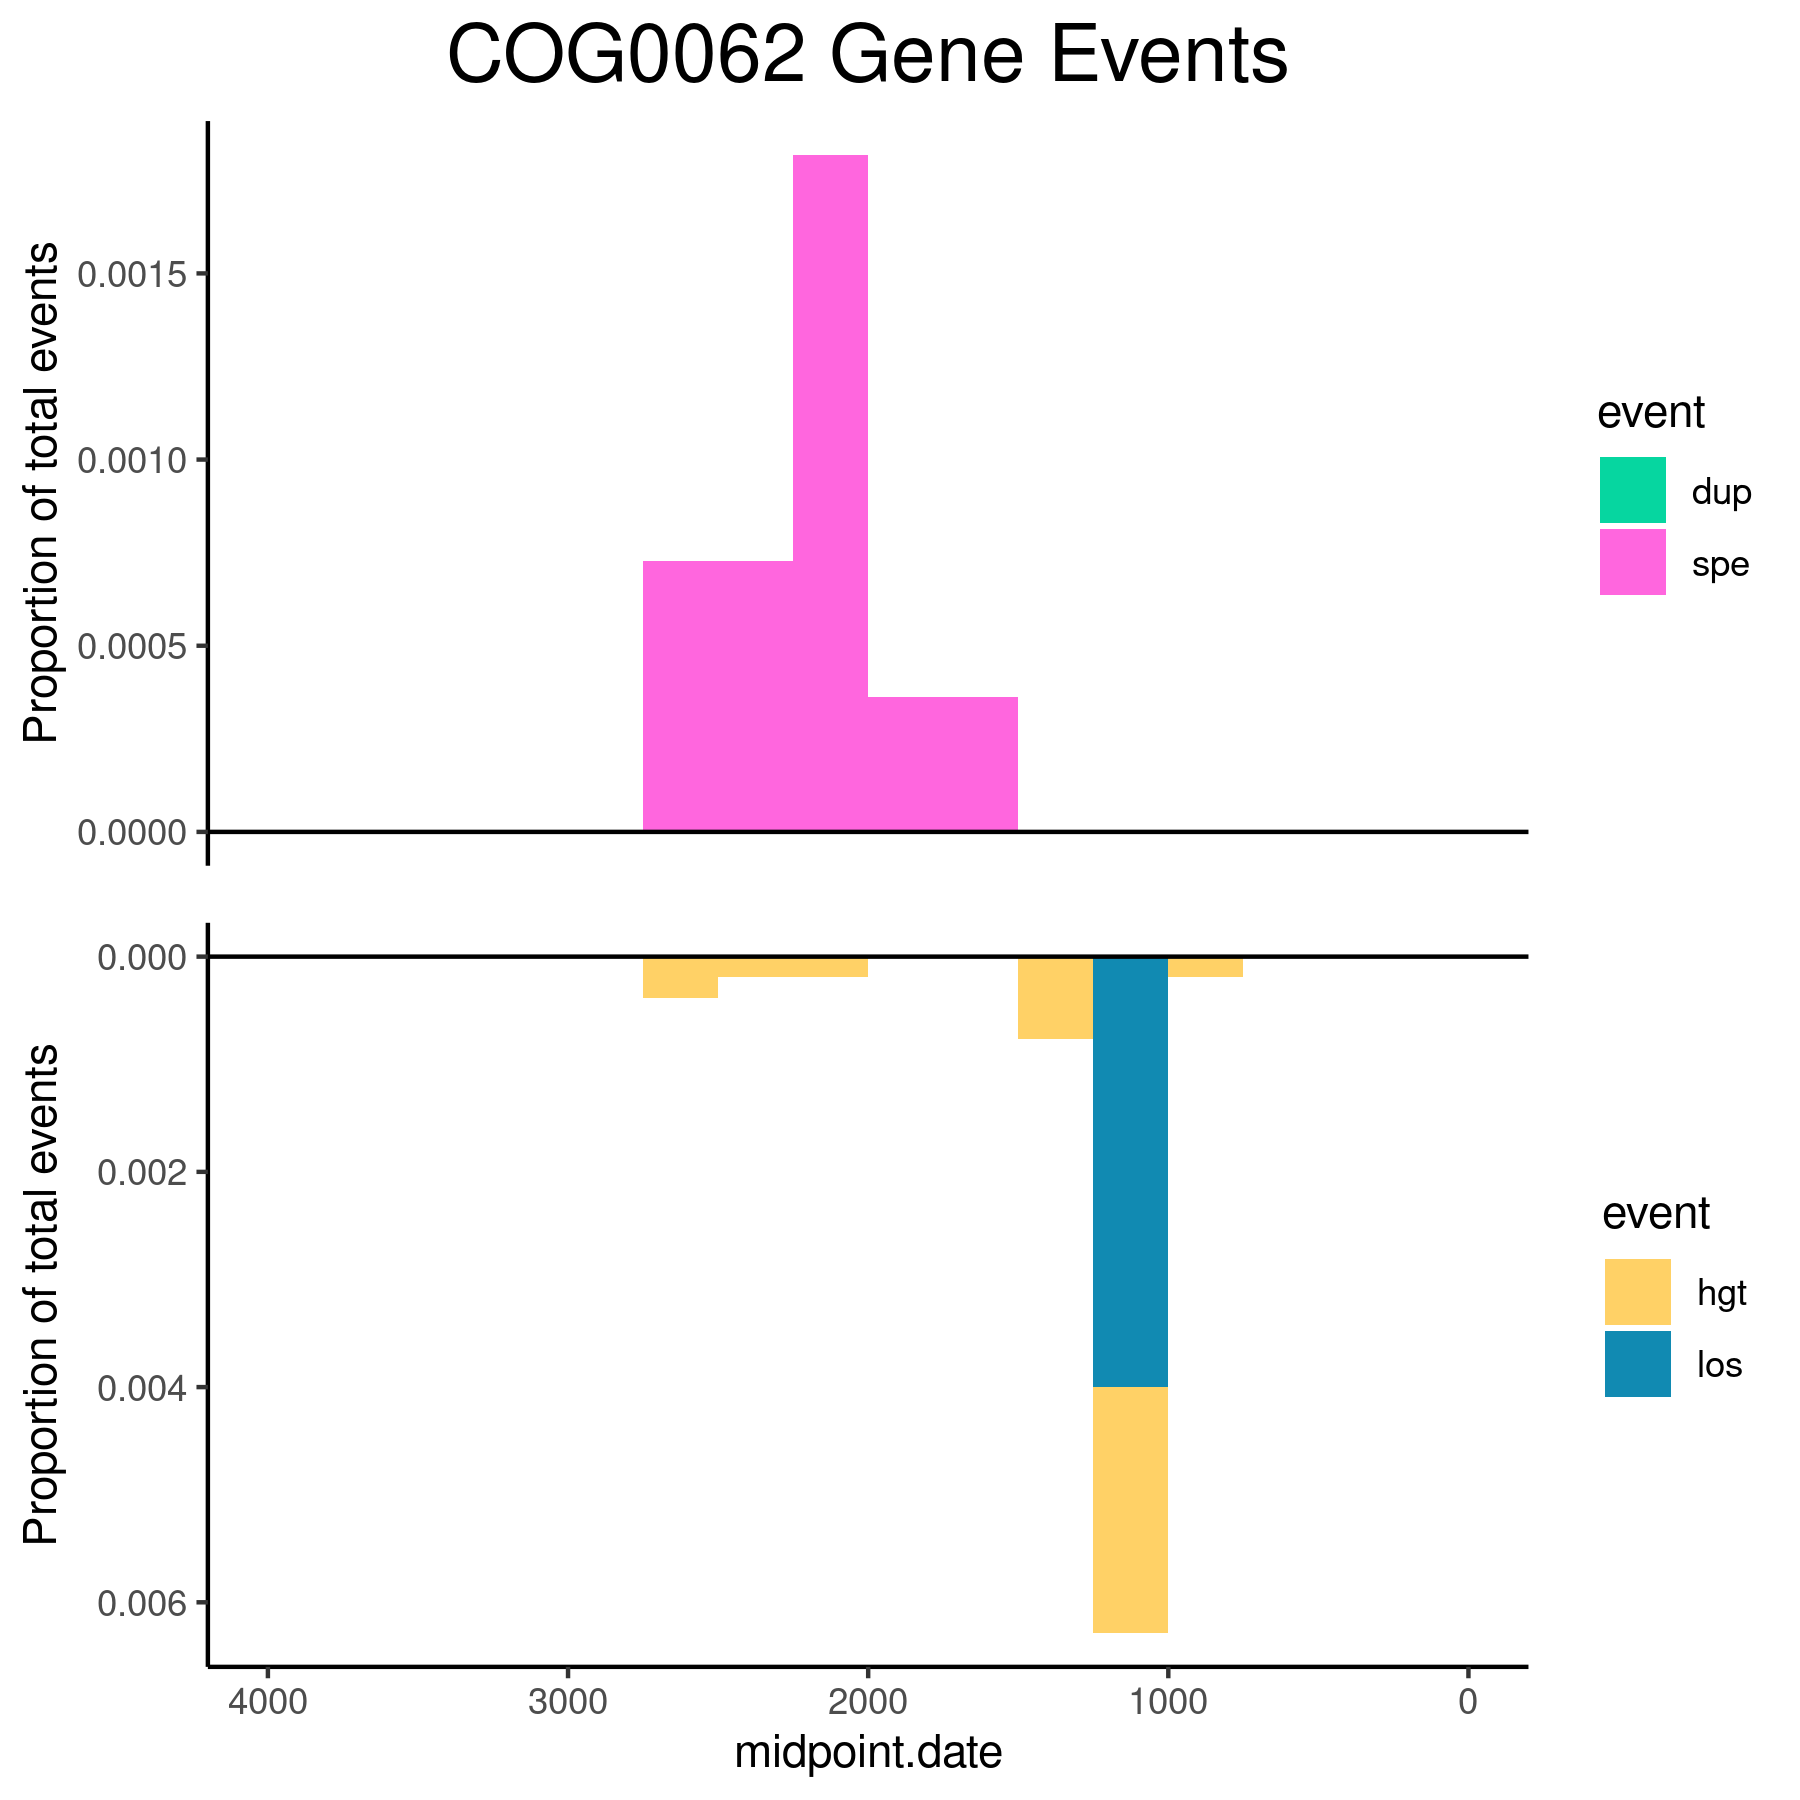 COG0062 Gene Events
Proportion of total events
0.0015
0.0010
0.0005
0.0000
event
dup
spe
Proportion of total events
0.000
0.002
0.004
0.006
event
hgt
los
4000 3000 2000 1000 0
midpoint.date